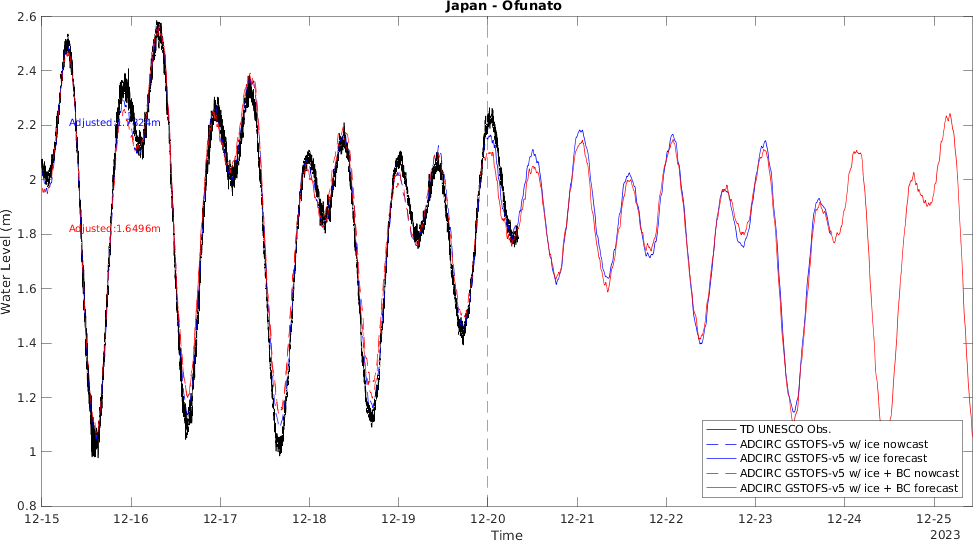 Japan - Ofunato
2.6
2.4
2.2
2
1.8
1.6
1.4
1.2
1
0.8
Water Level (m)
Adjusted:1.6496m
TD UNESCO Obs.
ADCIRC GSTOFS-v5 w/ ice nowcast
ADCIRC GSTOFS-v5 w/ ice forecast
ADCIRC GSTOFS-v5 w/ ice + BC nowcast
ADCIRC GSTOFS-v5 w/ ice + BC forecast
12-15 12-16 12-17 12-18 12-19 12-20 12-21 12-22 12-23 12-24 12-25
Time
2023